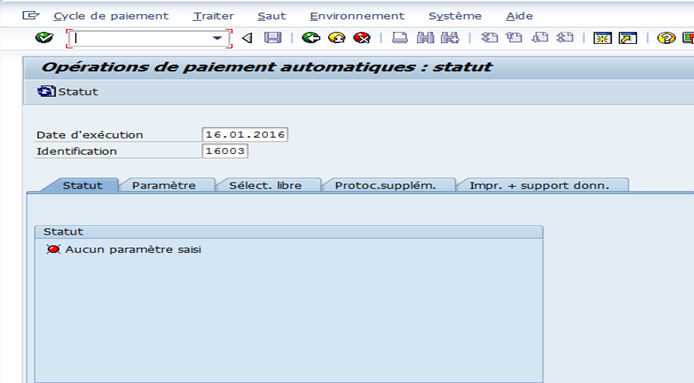 Cycle de paiement Traiter Saut Environnement Système Aide
Opérations de paiement automatiques : statut
Statut
Date d'exécution 16.01.2016
Identification 16003
Statut Paramètre Sélect. libre Protoc.supplém. Impr. + support donn.
Statut
Aucun paramètre saisi